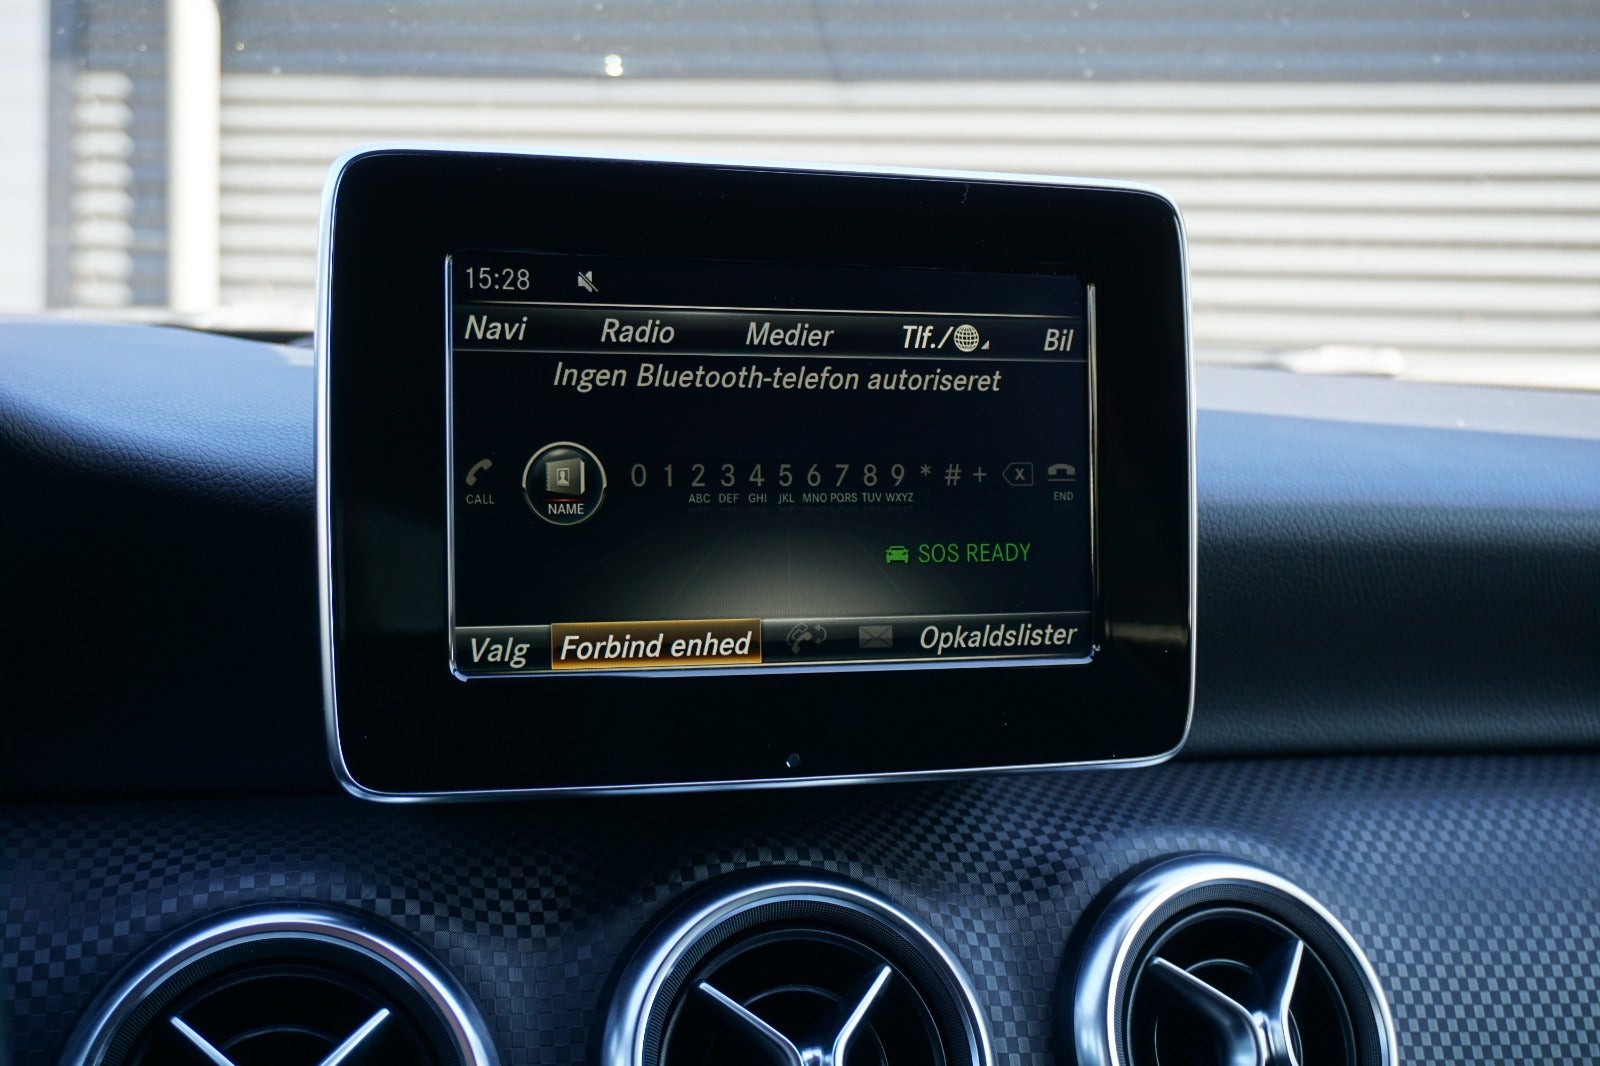 15:28
Navi Radio Medier Tlf./ Bil
Ingen Bluetooth-telefon autoriseret
0 1 2 3 4 5 6 7 8 9 * # +
CALL NAME ABC DEF GHI JKL MNO PQRS TUV WXYZ END
SOS READY
Valg Forbind enhed Opkaldslister